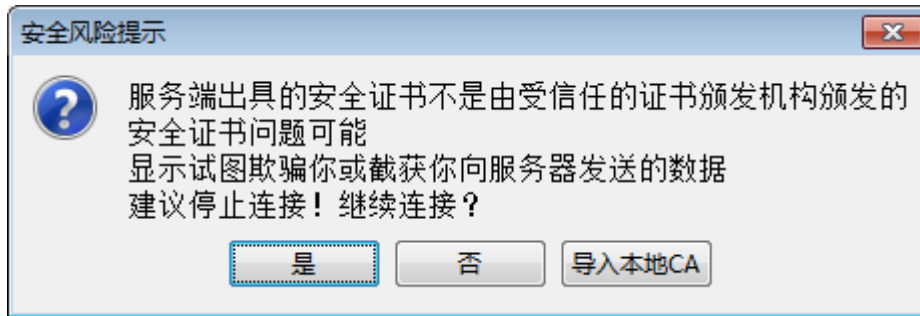 安全风险提示
服务端出具的安全证书不是由受信任的证书颁发机构颁发的
安全证书问题可能
显示试图欺骗你或截获你向服务器发送的数据
建议停止连接！继续连接？
是 否 导入本地CA